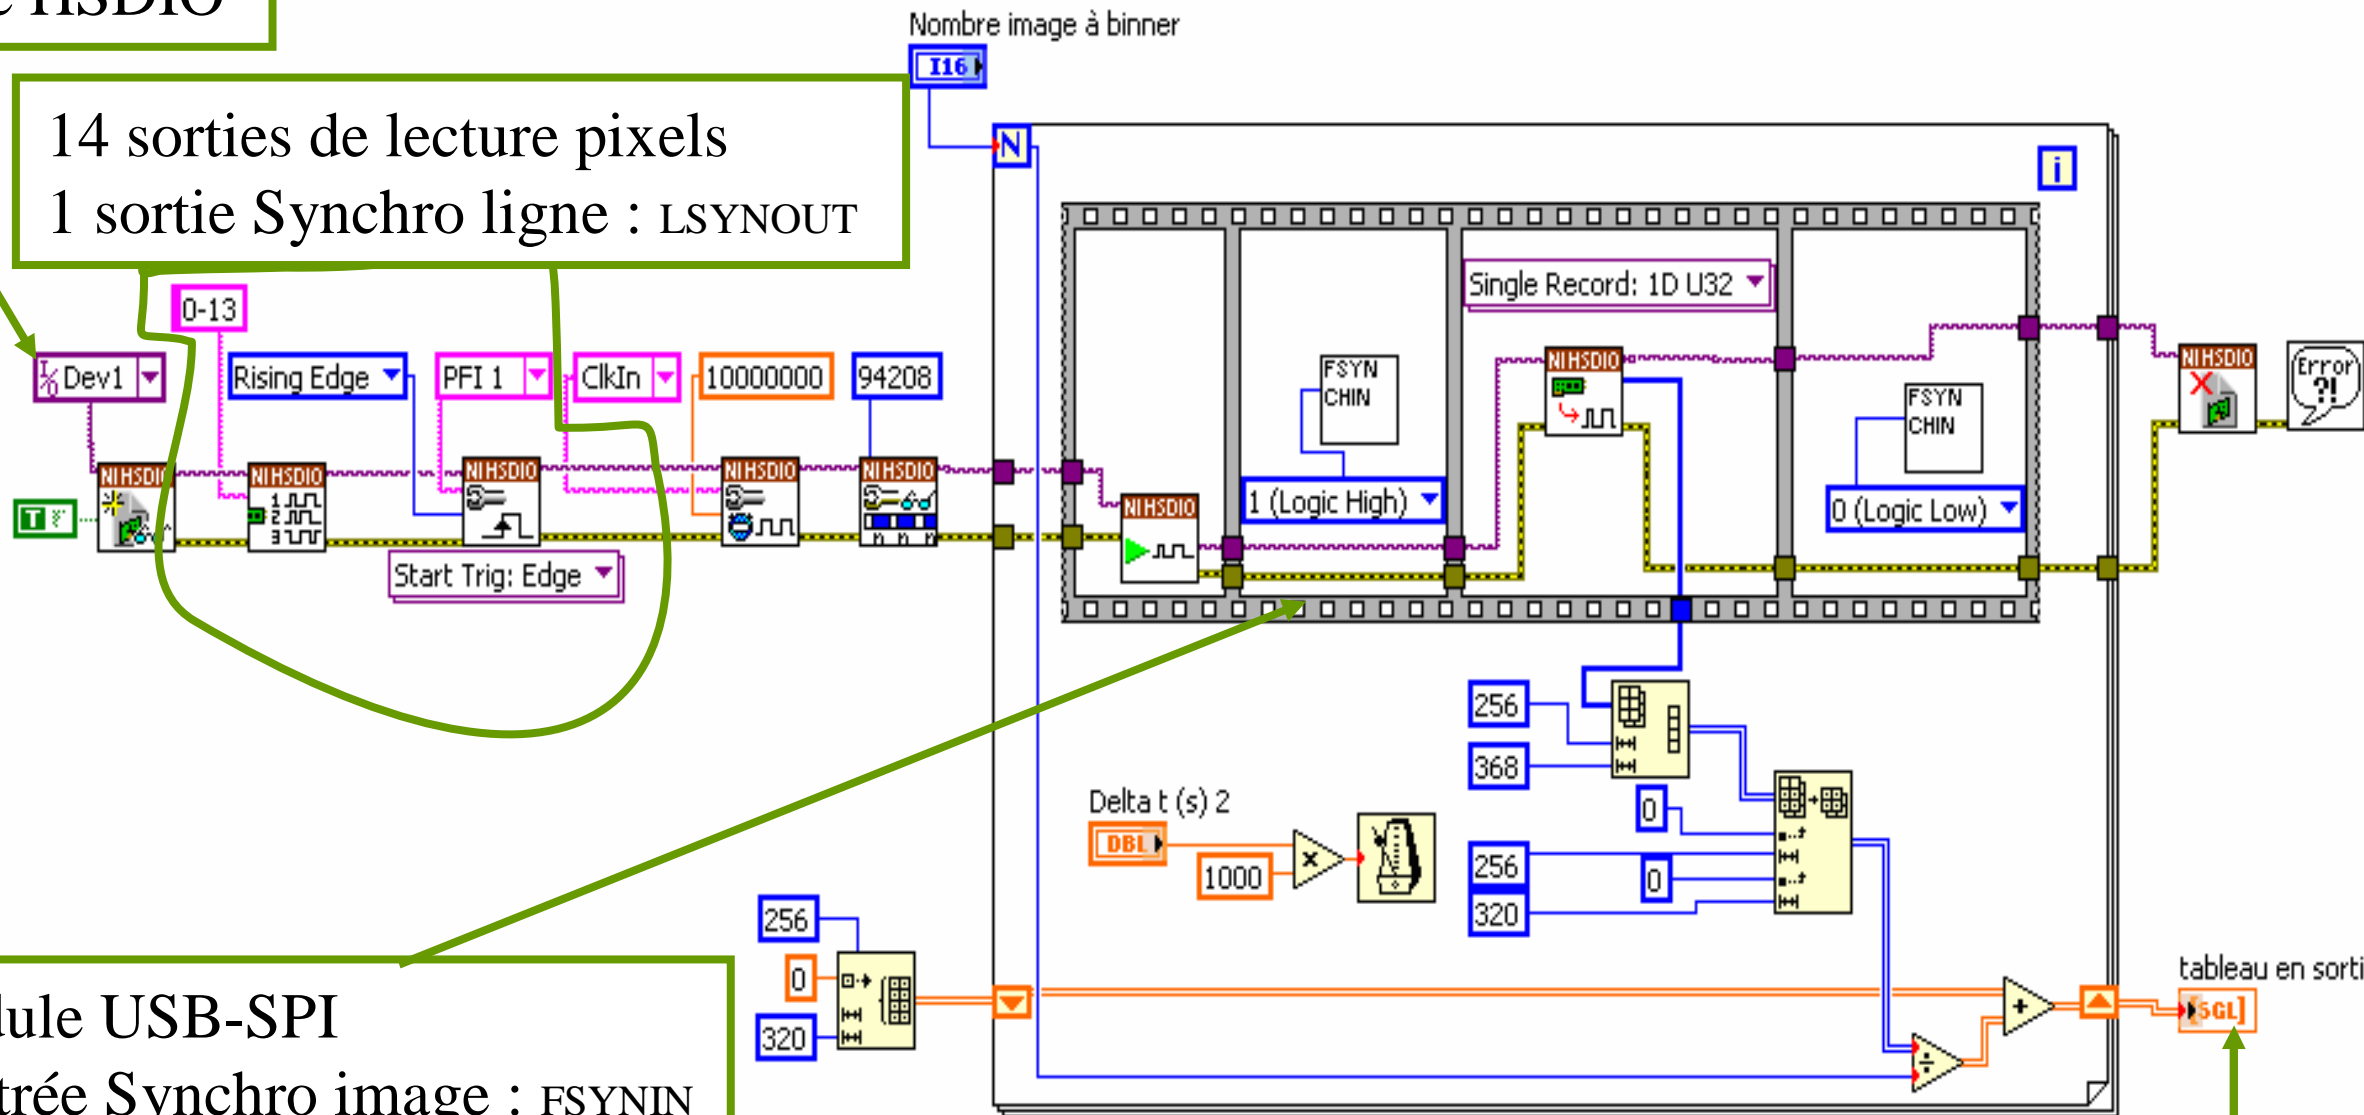 HSDIO
Nombre image à binner
I16
14 sorties de lecture pixels
1 sortie Synchro ligne : LSYNOUT
N
i
0-13
Single Record: 1D U32
Dev1
Rising Edge
PFI 1
ClkIn
10000000
94208
FSYN
CHIN
FSYN
CHIN
NI HSDIO
Error
?!
NI HSDIO
1 (Logic High)
0 (Logic Low)
T
NI HSDIO
NI HSDIO
1
2
3
NI HSDIO
NI HSDIO
NI HSDIO
n n n
NI HSDIO
Start Trig: Edge
256
368
Delta t (s) 2
DBL
1000
x
0
256
0
320
256
0
320
+
÷
tableau en sorti
[SGL]
dule USB-SPI
trée Synchro image : FSYNIN